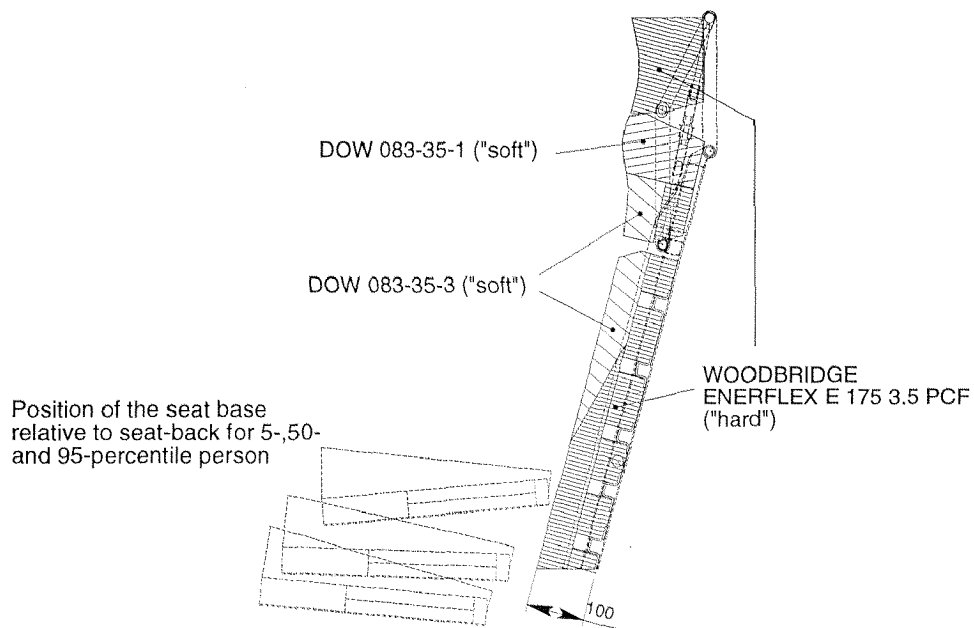 DOW 083-35-1 ("soft")
DOW 083-35-3 ("soft")
WOODBRIDGE
ENERFLEX E 175 3.5 PCF
("hard")
Position of the seat base
relative to seat-back for 5-,50-
and 95-percentile person
100